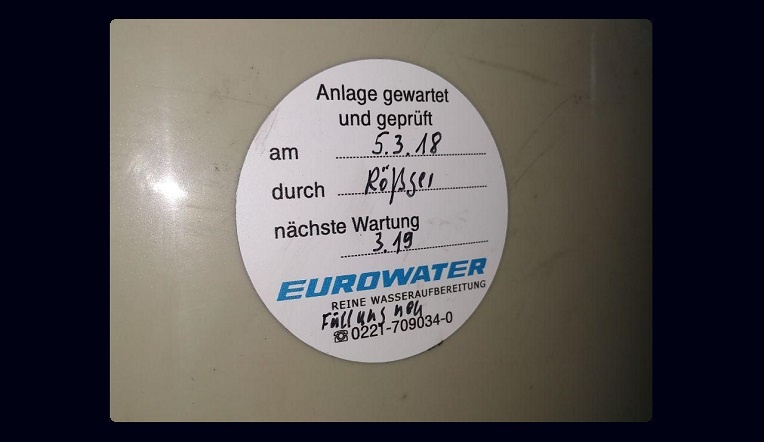 Anlage gewartet
und geprüft
am 5.3.18
durch Rößger
nächste Wartung
3.19
EUROWATER
REINE WASSERAUFBEREITUNG
Füllung neu
☎0221-709034-0